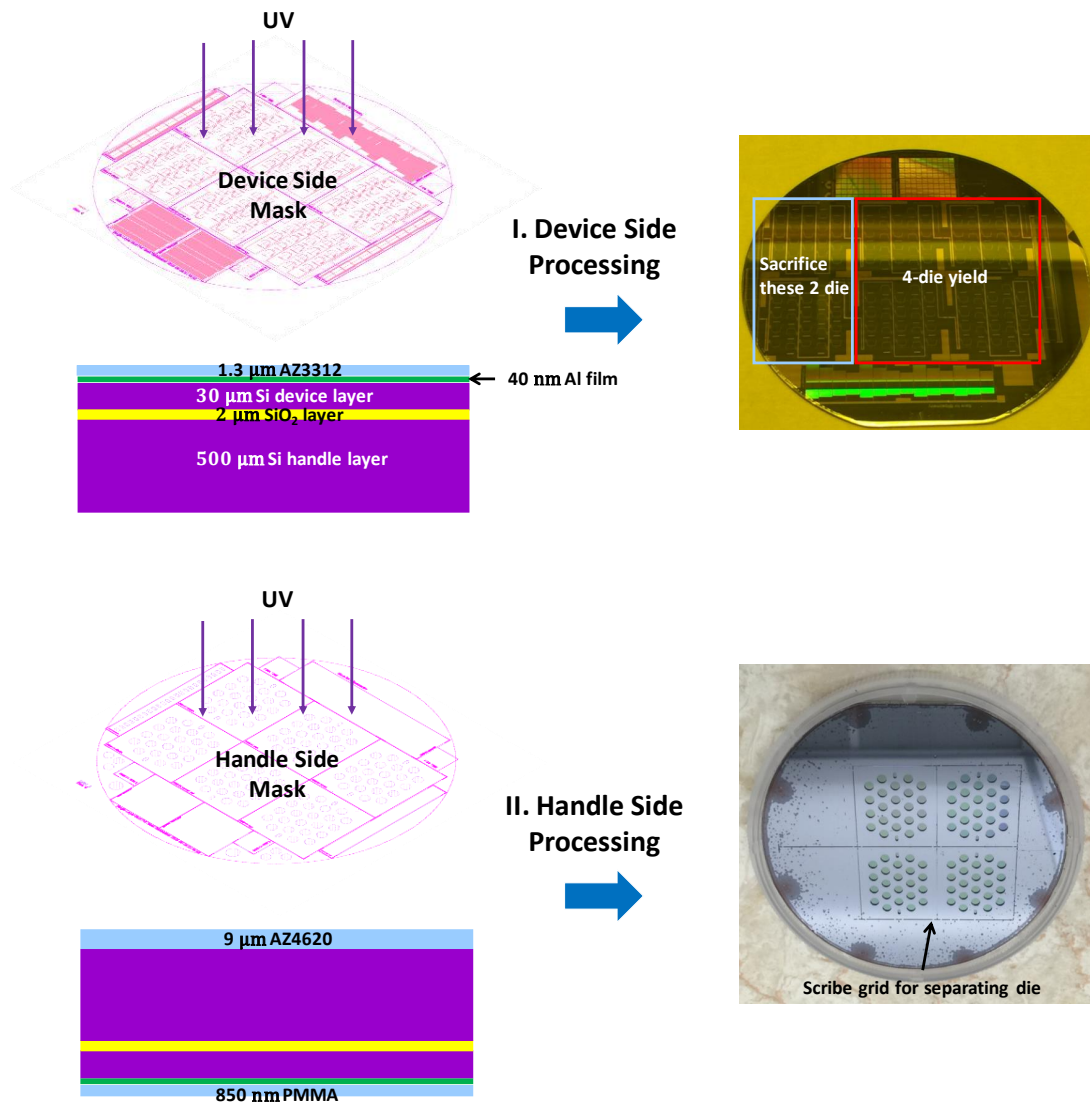 UV
Device Side
Mask
I. Device Side
Processing
Sacrifice
these 2 die
4-die yield
1.3 μm AZ3312
40 nm Al film
30 μm Si device layer
2 μm SiO₂ layer
500 μm Si handle layer
UV
Handle Side
Mask
II. Handle Side
Processing
Scribe grid for separating die
9 μm AZ4620
850 nm PMMA